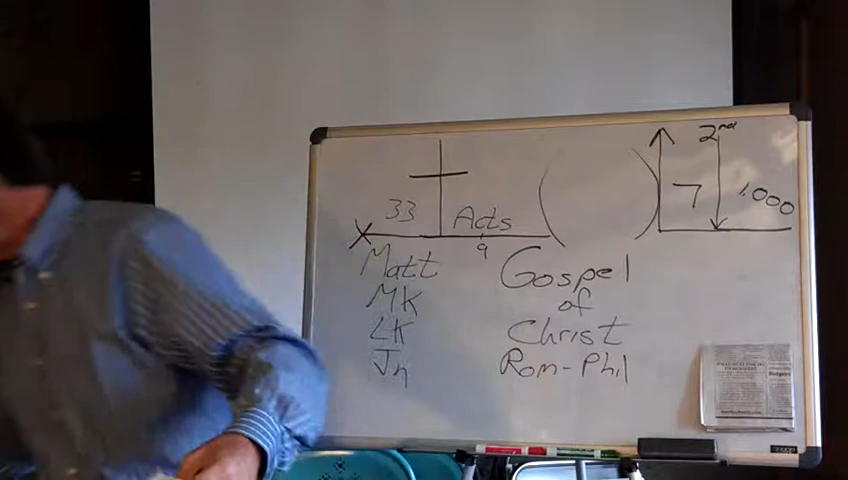 2nd
33 Acts ( ) 7 1,000
9
Matt Gospel
MK of
LK Christ
Jn Rom-Phil